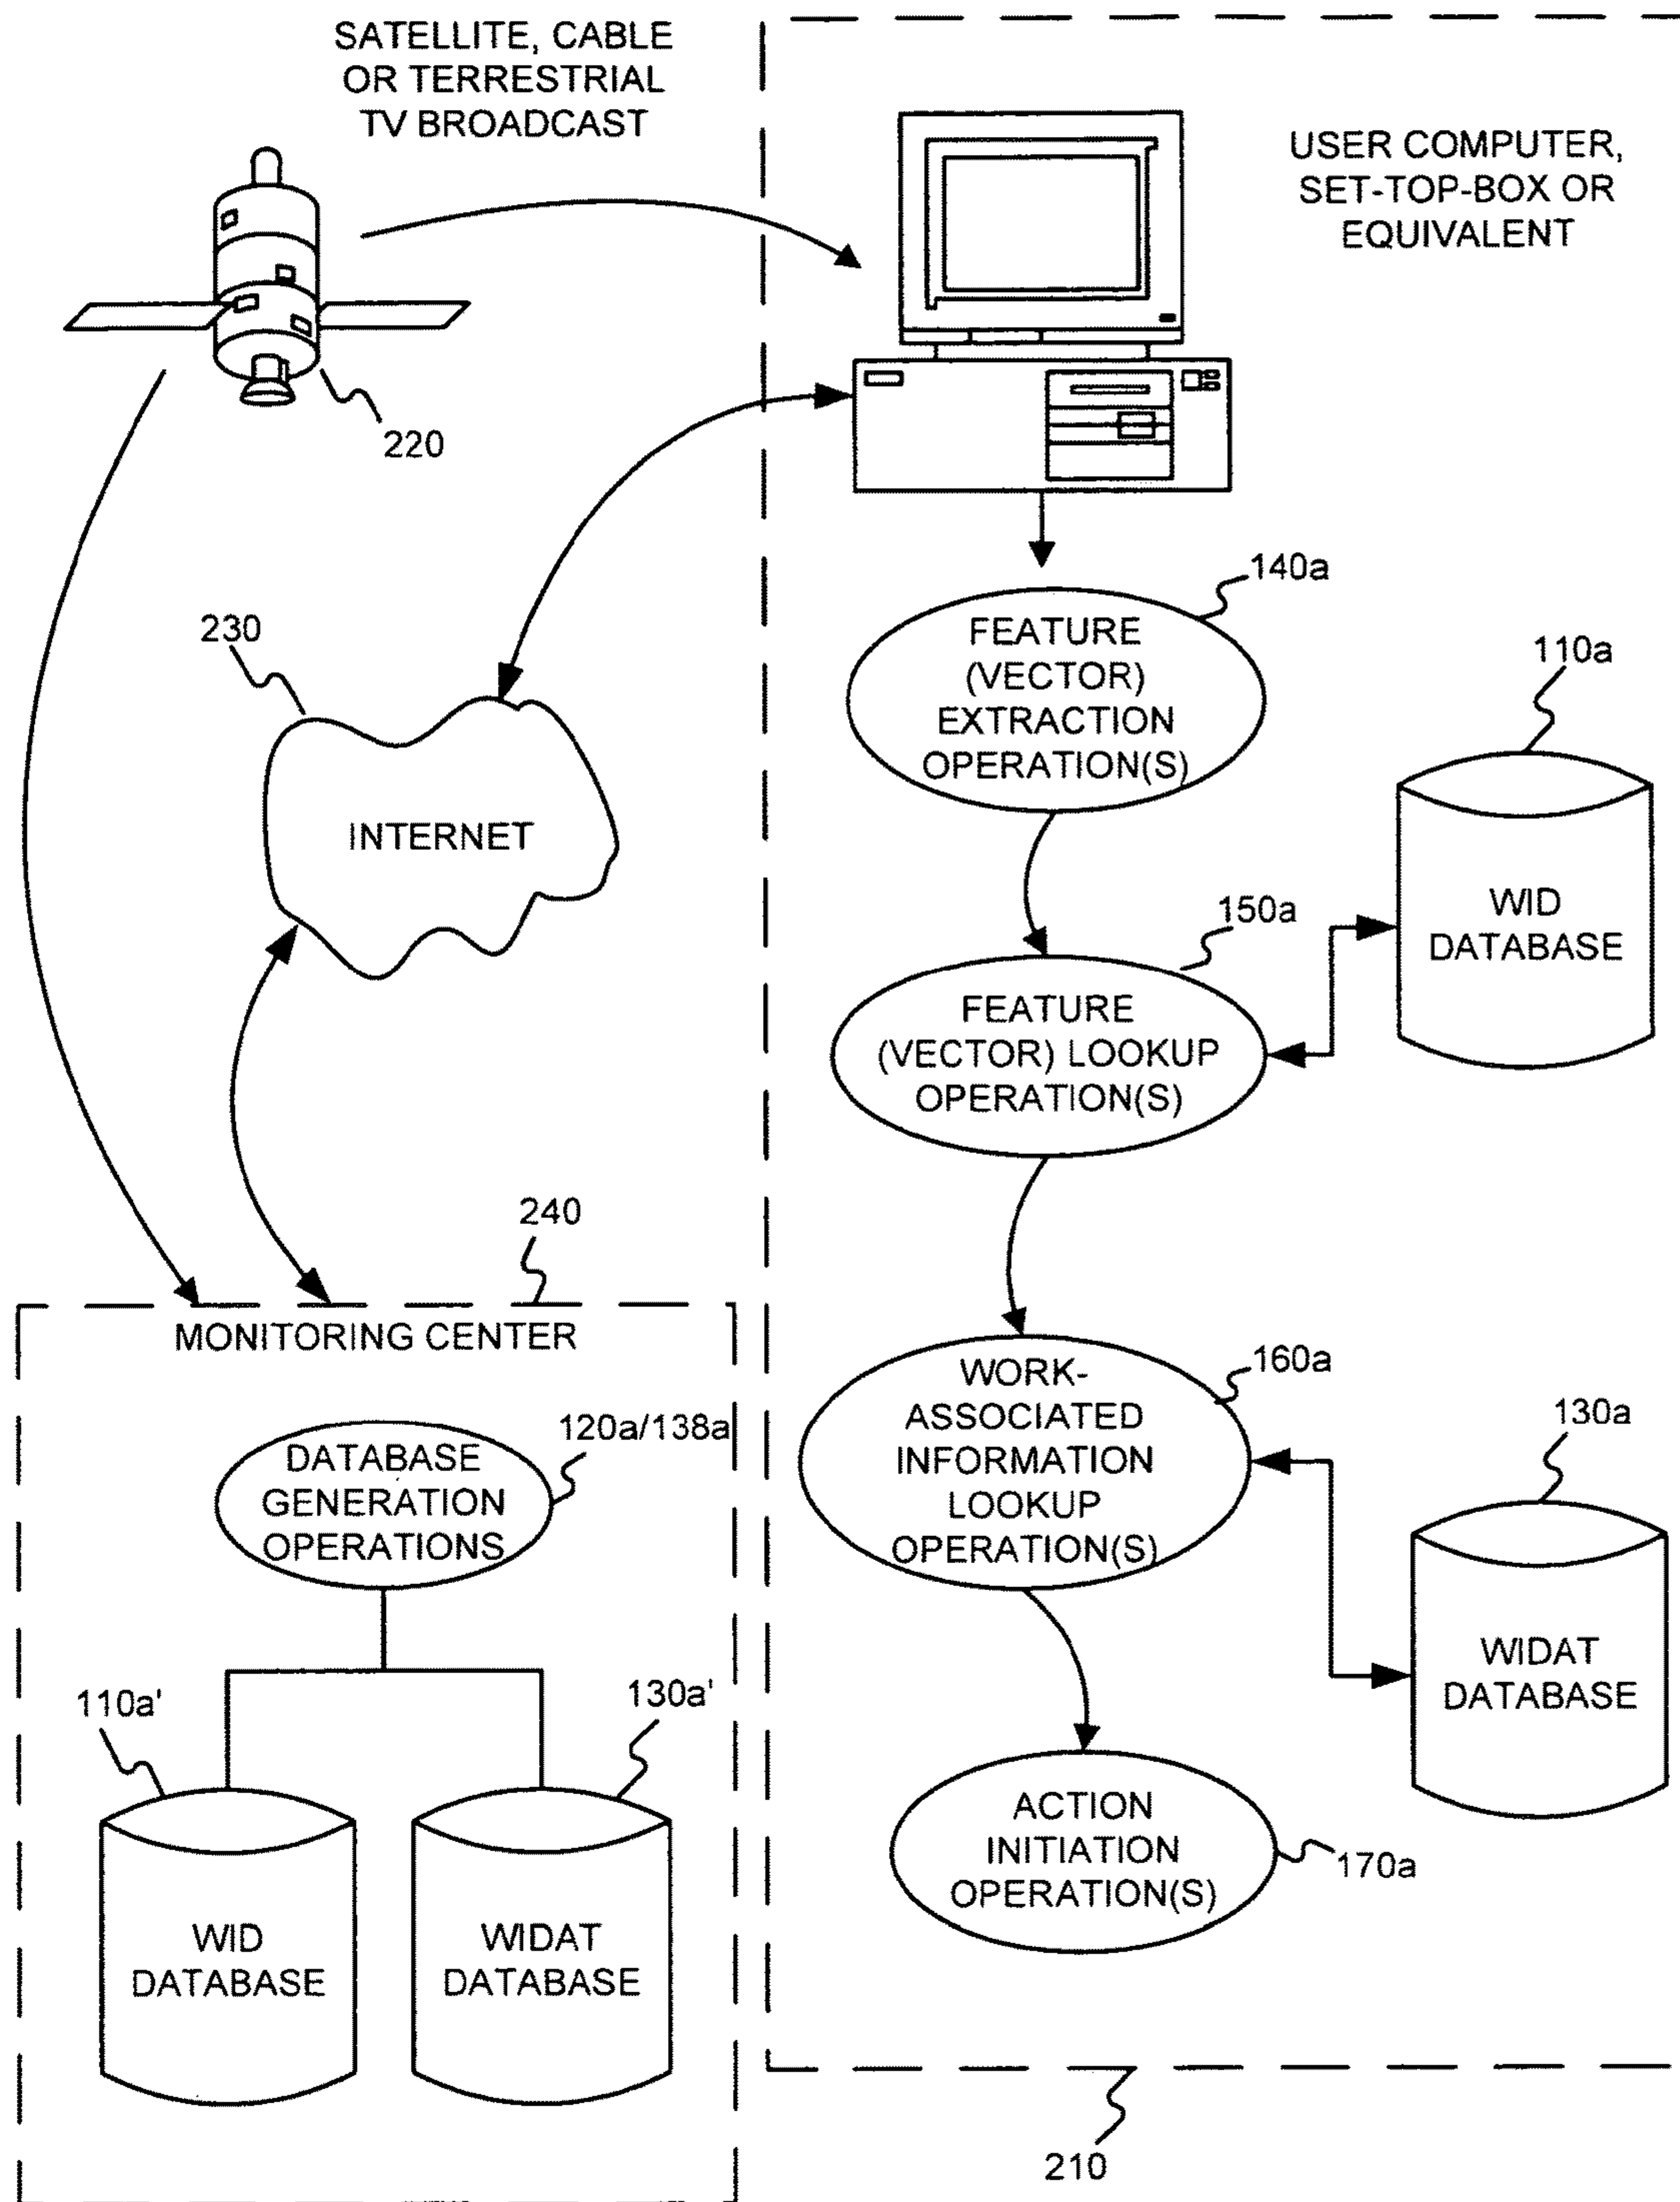 SATELLITE, CABLE
OR TERRESTRIAL
TV BROADCAST
USER COMPUTER,
SET-TOP-BOX OR
EQUIVALENT
220
140a
FEATURE
(VECTOR)
EXTRACTION
OPERATION(S)
230
INTERNET
110a
WID
DATABASE
150a
FEATURE
(VECTOR) LOOKUP
OPERATION(S)
240
MONITORING CENTER
160a
WORK-
ASSOCIATED
INFORMATION
LOOKUP
OPERATION(S)
130a
WIDAT
DATABASE
120a/138a
DATABASE
GENERATION
OPERATIONS
110a'
130a'
WID
DATABASE
WIDAT
DATABASE
ACTION
INITIATION
OPERATION(S)
170a
210